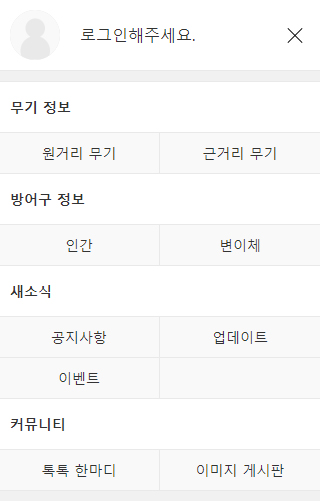 로그인해주세요.
무기 정보
원거리 무기 근거리 무기
방어구 정보
인간 변이체
새소식
공지사항 업데이트
이벤트
커뮤니티
톡톡 한마디 이미지 게시판